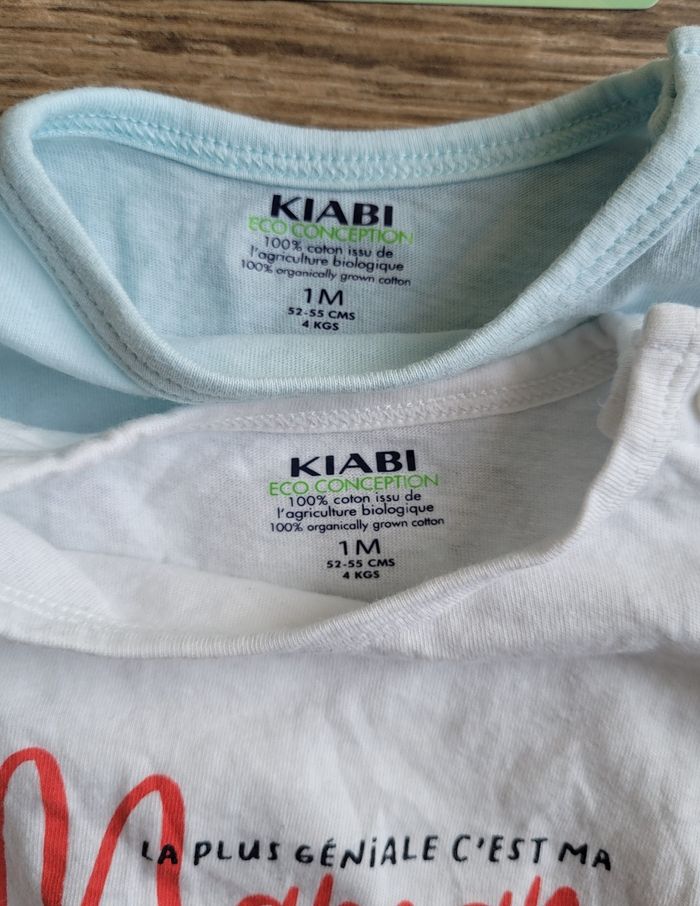 KIABI
ECO CONCEPTION
100% coton issu de
l'agriculture biologique
100% organically grown cotton
1M
52-55 CMS
4 KGS
KIABI
ECO CONCEPTION
100% coton issu de
l'agriculture biologique
100% organically grown cotton
1M
52-55 CMS
4 KGS
LA PLUS GÉNiALE C'EST MA
Maman